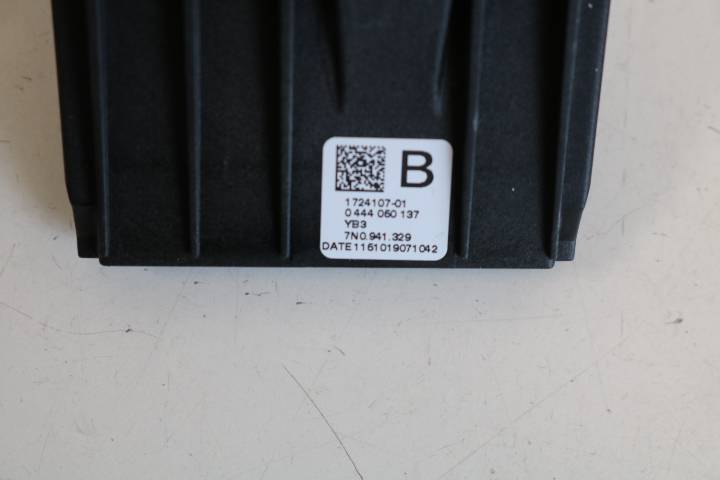 B
1724107-01
0 444 060 137
YB3
7N0.941.329
DATE1161019071042